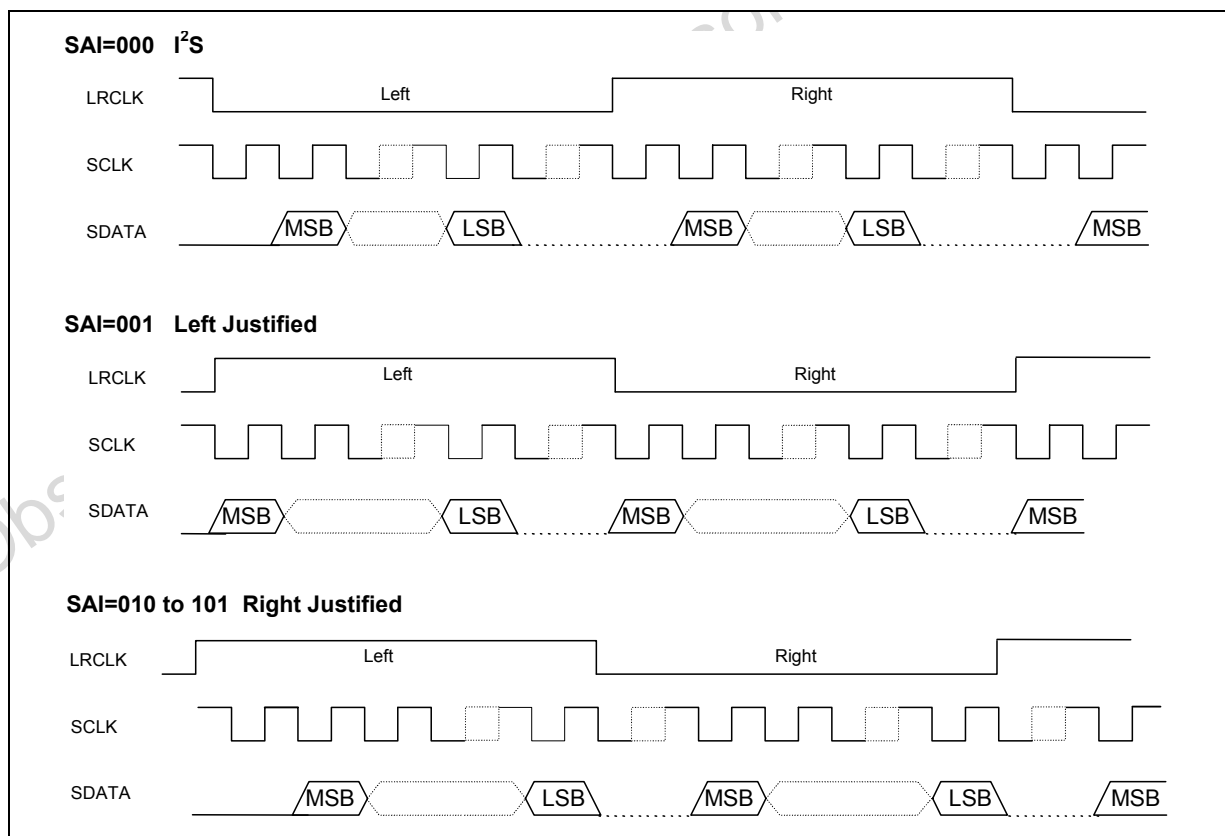 SAI=000 I²S
LRCLK Left Right
SCLK
SDATA MSB LSB MSB LSB MSB
SAI=001 Left Justified
LRCLK Left Right
SCLK
SDATA MSB LSB MSB LSB MSB
SAI=010 to 101 Right Justified
LRCLK Left Right
SCLK
SDATA MSB LSB MSB LSB MSB